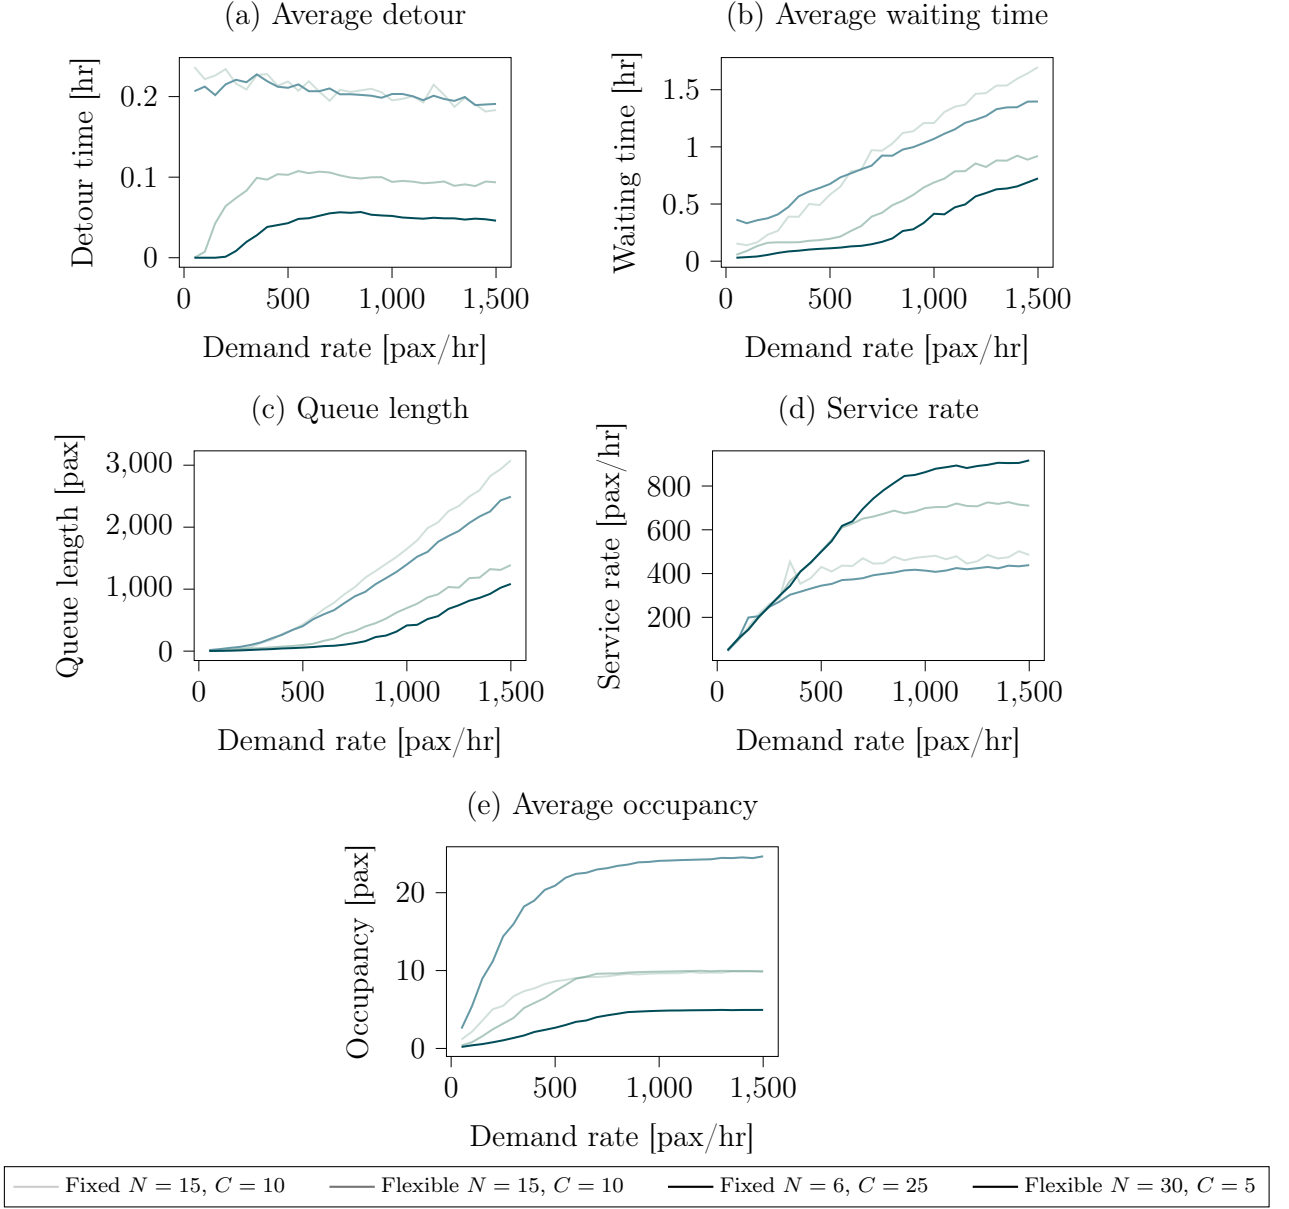 (a) Average detour
Detour time [hr]
0.2
0.1
0
0 500 1,000 1,500
Demand rate [pax/hr]
(b) Average waiting time
Waiting time [hr]
1.5
1
0.5
0
0 500 1,000 1,500
Demand rate [pax/hr]
(c) Queue length
Queue length [pax]
3,000
2,000
1,000
0
0 500 1,000 1,500
Demand rate [pax/hr]
(d) Service rate
Service rate [pax/hr]
800
600
400
200
0 500 1,000 1,500
Demand rate [pax/hr]
(e) Average occupancy
Occupancy [pax]
20
10
0
0 500 1,000 1,500
Demand rate [pax/hr]
Fixed N = 15, C = 10 Flexible N = 15, C = 10 Fixed N = 6, C = 25 Flexible N = 30, C = 5